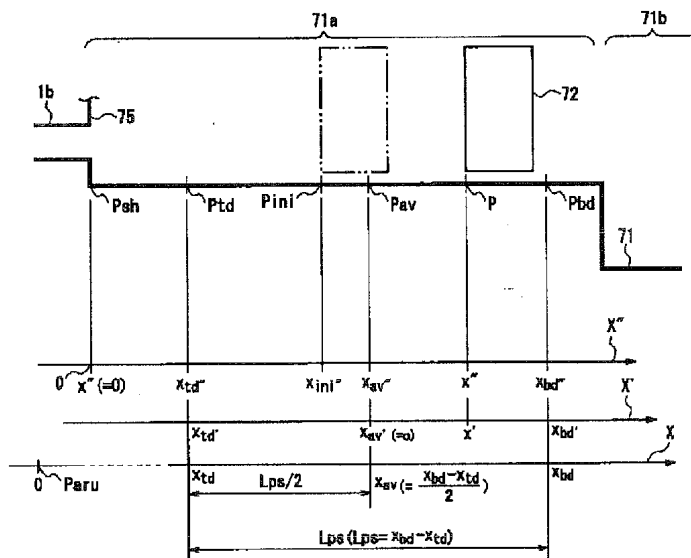 71a 71b
1b 75 72
Psh Ptd Pini Pav P Pbd 71
X"
0 x"(=0) xtd" xini" xav" x" xbd"
X'
xtd' xav'(=0) x' xbd'
X
0 Paru xtd Lps/2 xav(= xbd-xtd / 2 ) xbd
Lps(Lps=xbd-xtd)